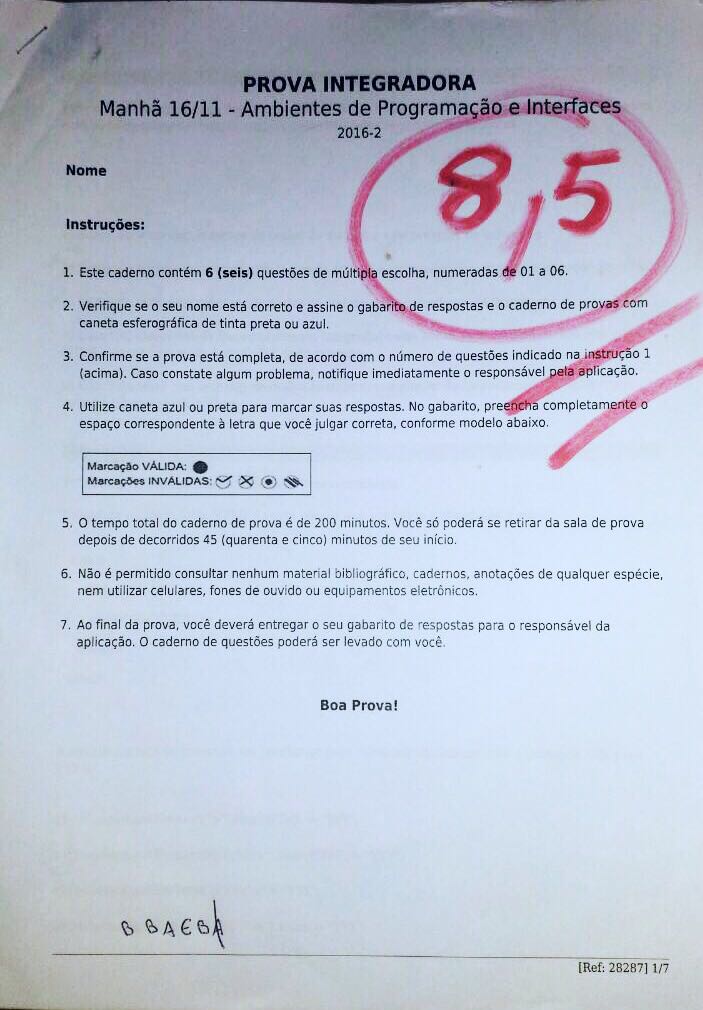 PROVA INTEGRADORA
Manhã 16/11 - Ambientes de Programação e Interfaces
2016-2
Nome
8,5
Instruções:
1. Este caderno contém 6 (seis) questões de múltipla escolha, numeradas de 01 a 06.
2. Verifique se o seu nome está correto e assine o gabarito de respostas e o caderno de provas com
caneta esferográfica de tinta preta ou azul.
3. Confirme se a prova está completa, de acordo com o número de questões indicado na instrução 1
(acima). Caso constate algum problema, notifique imediatamente o responsável pela aplicação.
4. Utilize caneta azul ou preta para marcar suas respostas. No gabarito, preencha completamente o
espaço correspondente à letra que você julgar correta, conforme modelo abaixo.
Marcação VÁLIDA:
Marcações INVÁLIDAS:
5. O tempo total do caderno de prova é de 200 minutos. Você só poderá se retirar da sala de prova
depois de decorridos 45 (quarenta e cinco) minutos de seu início.
6. Não é permitido consultar nenhum material bibliográfico, cadernos, anotações de qualquer espécie,
nem utilizar celulares, fones de ouvido ou equipamentos eletrônicos.
7. Ao final da prova, você deverá entregar o seu gabarito de respostas para o responsável da
aplicação. O caderno de questões poderá ser levado com você.
Boa Prova!
B B A E B A
[Ref: 28287] 1/7